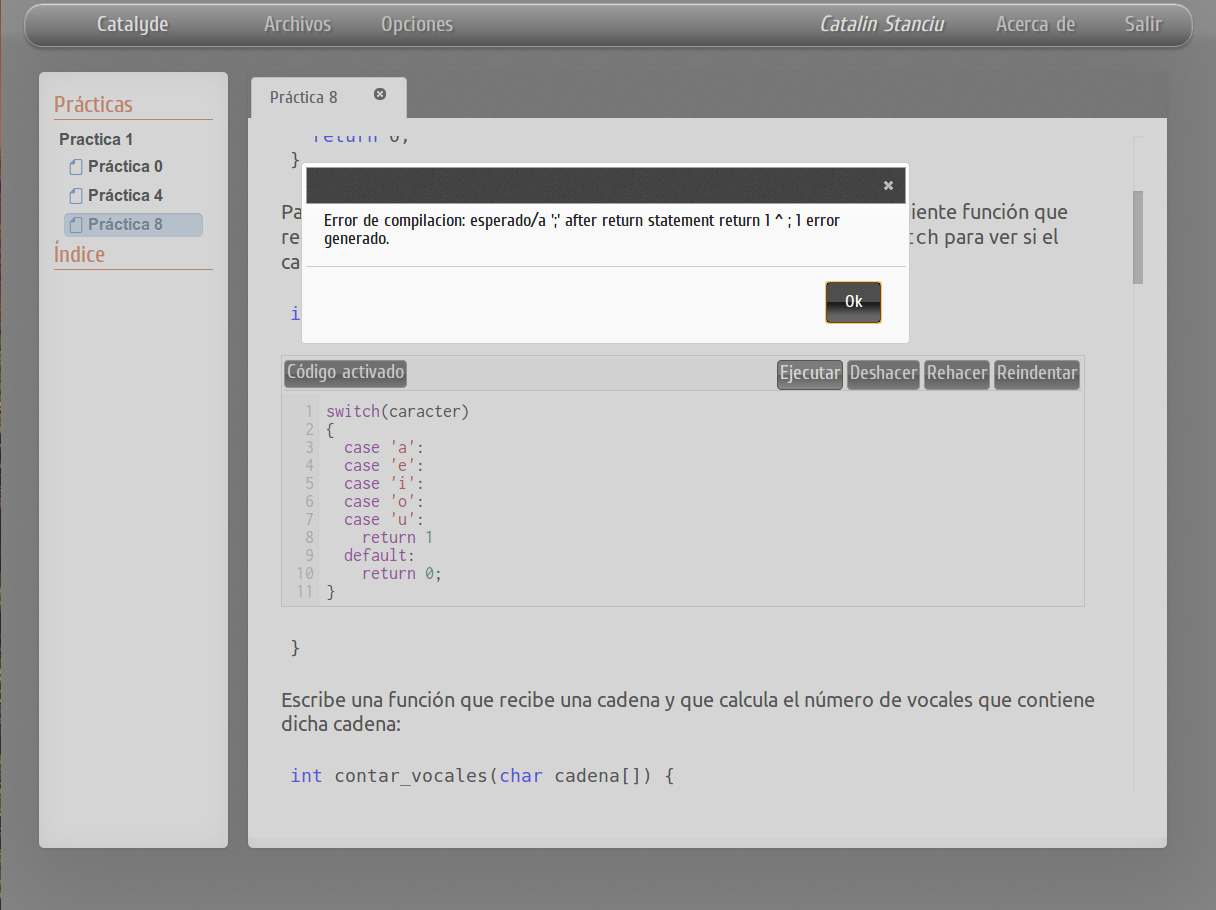 Catalyde Archivos Opciones Catalin Stanciu Acerca de Salir
Prácticas
Practica 1
Práctica 0
Práctica 4
Práctica 8
Índice
Práctica 8
return 0;
}
Error de compilacion: esperado/a ';' after return statement return 1 ^ ; 1 error
generado.
Ok
Pa iente función que
re tch para ver si el
ca
i
Código activado Ejecutar Deshacer Rehacer Reindentar
1 switch(caracter)
2 {
3 case 'a':
4 case 'e':
5 case 'i':
6 case 'o':
7 case 'u':
8 return 1
9 default:
10 return 0;
11 }
}
Escribe una función que recibe una cadena y que calcula el número de vocales que contiene
dicha cadena:
int contar_vocales(char cadena[]) {